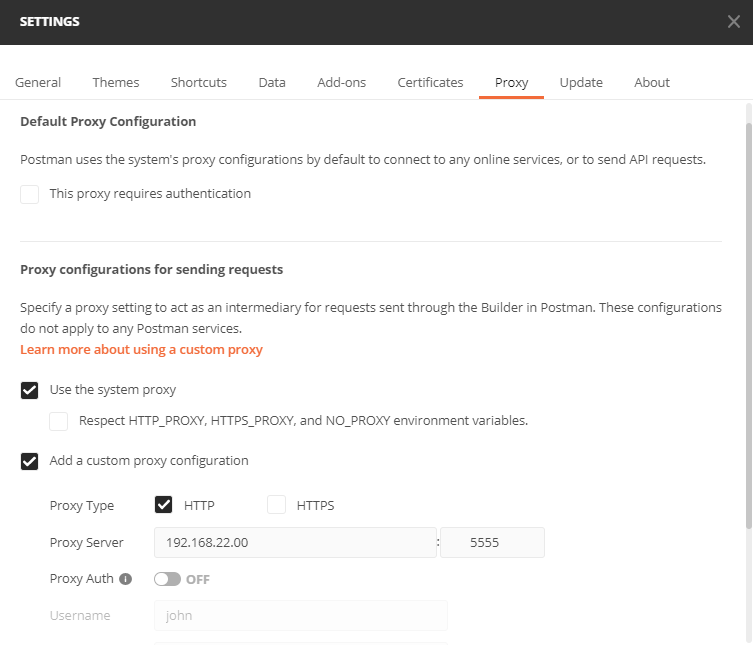 SETTINGS
General Themes Shortcuts Data Add-ons Certificates Proxy Update About
Default Proxy Configuration
Postman uses the system's proxy configurations by default to connect to any online services, or to send API requests.
This proxy requires authentication
Proxy configurations for sending requests
Specify a proxy setting to act as an intermediary for requests sent through the Builder in Postman. These configurations
do not apply to any Postman services.
Learn more about using a custom proxy
Use the system proxy
Respect HTTP_PROXY, HTTPS_PROXY, and NO_PROXY environment variables.
Add a custom proxy configuration
Proxy Type HTTP HTTPS
Proxy Server 192.168.22.00 : 5555
Proxy Auth i OFF
Username john